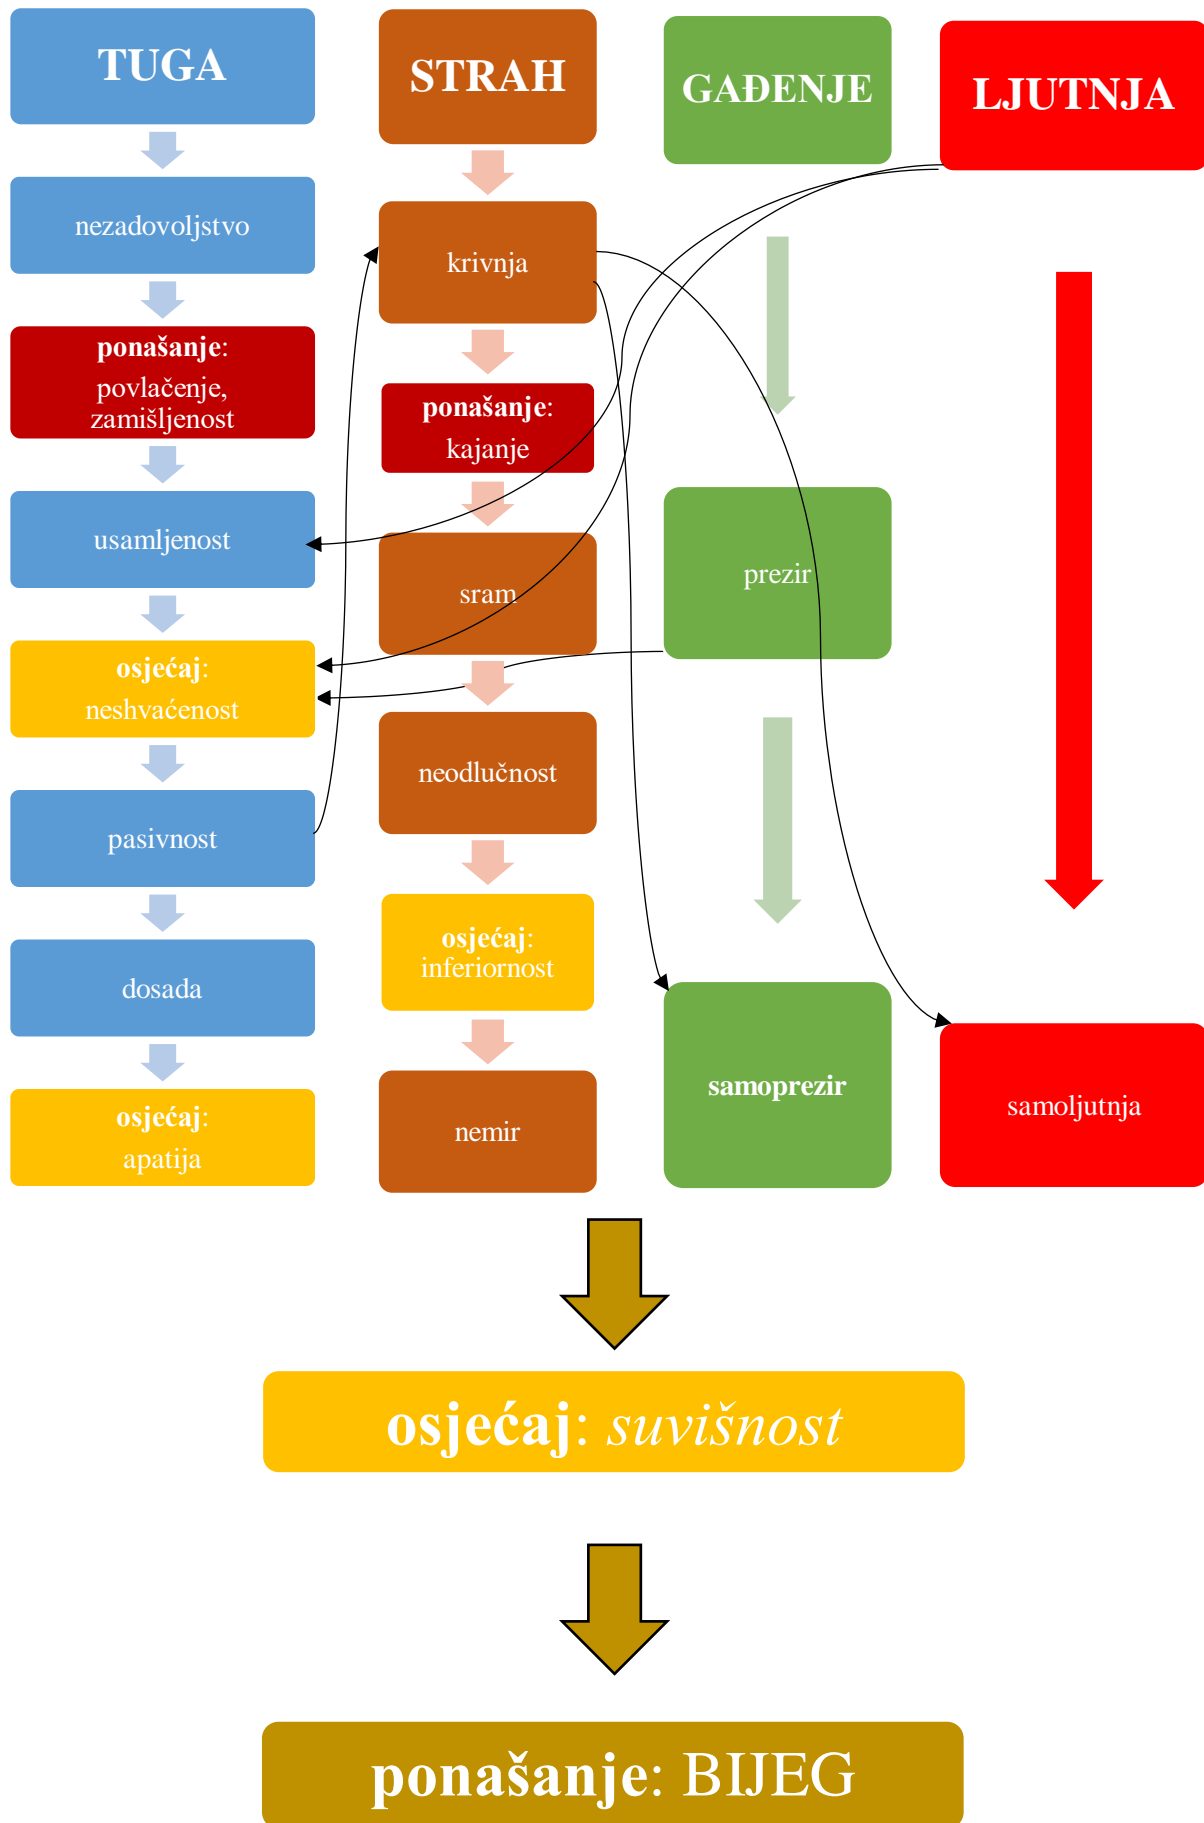 TUGA
nezadovoljstvo
ponašanje:
povlačenje,
zamišljenost
usamljenost
osjećaj:
neshvaćenost
pasivnost
dosada
osjećaj:
apatija
STRAH
krivnja
ponašanje:
kajanje
sram
neodlučnost
osjećaj:
inferiornost
nemir
GAĐENJE
prezir
samoprezir
LJUTNJA
samoljutnja
osjećaj: suvišnost
ponašanje: BIJEG